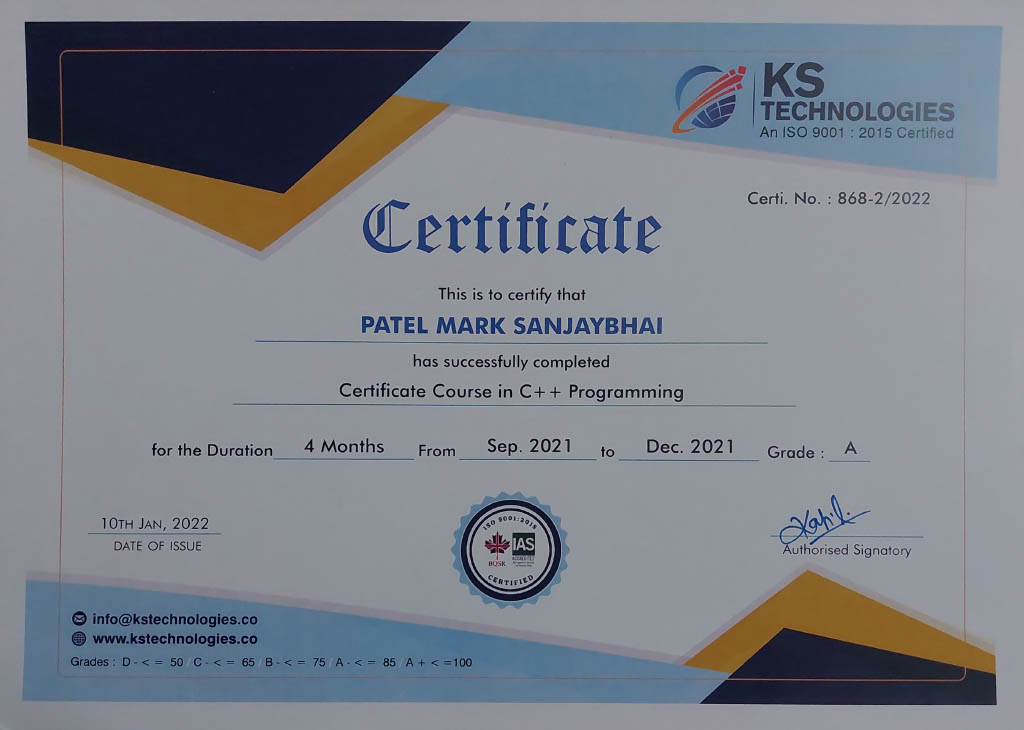 KS
TECHNOLOGIES
An ISO 9001 : 2015 Certified
Certi. No. : 868-2/2022
Certificate
This is to certify that
PATEL MARK SANJAYBHAI
has successfully completed
Certificate Course in C++ Programming
for the Duration 4 Months From Sep. 2021 to Dec. 2021 Grade : A
10TH JAN, 2022
DATE OF ISSUE
ISO 9001:2015
BQSR
IAS
ACCREDITED
CERTIFIED
Kapil
Authorised Signatory
info@kstechnologies.co
www.kstechnologies.co
Grades : D - < = 50 / C - < = 65 / B - < = 75 / A - < = 85 / A + < =100